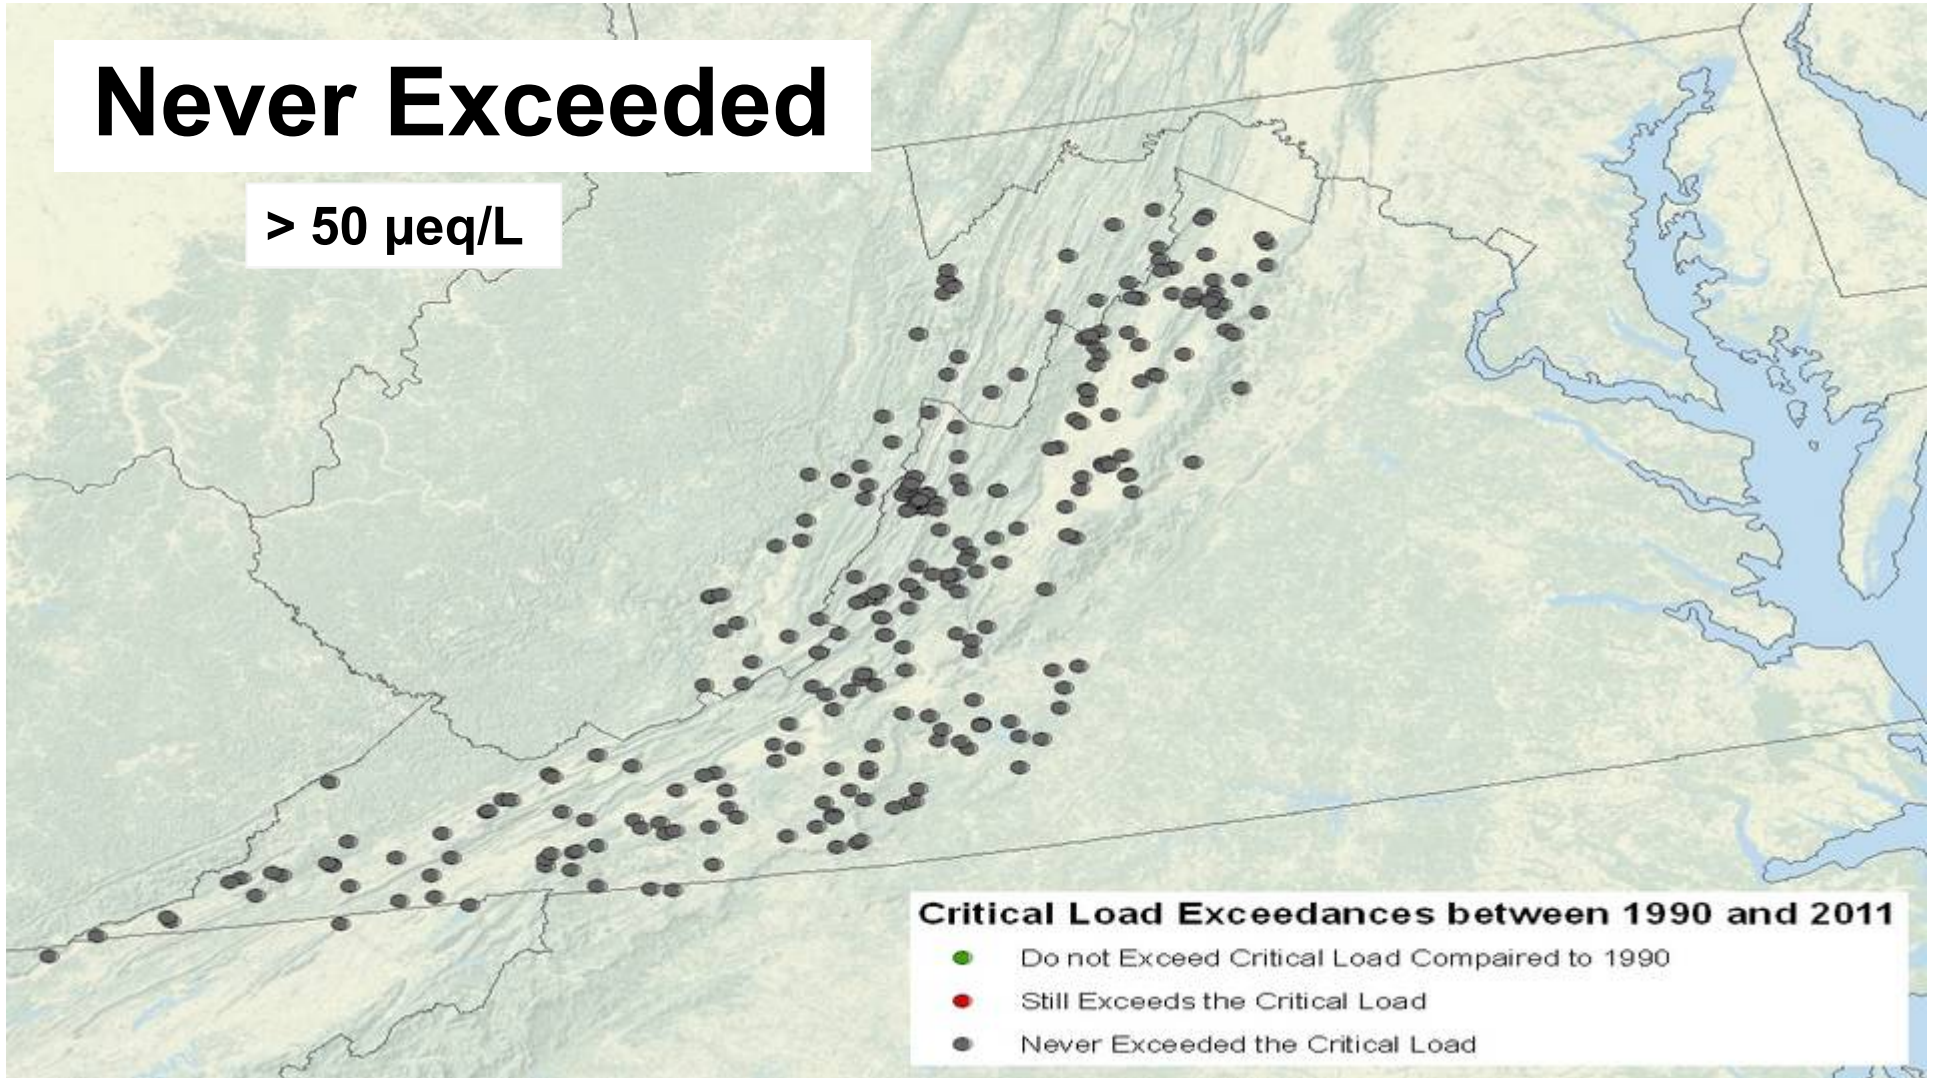 Never Exceeded
> 50 µeq/L
Critical Load Exceedances between 1990 and 2011
Do not Exceed Critical Load Compaired to 1990
Still Exceeds the Critical Load
Never Exceeded the Critical Load